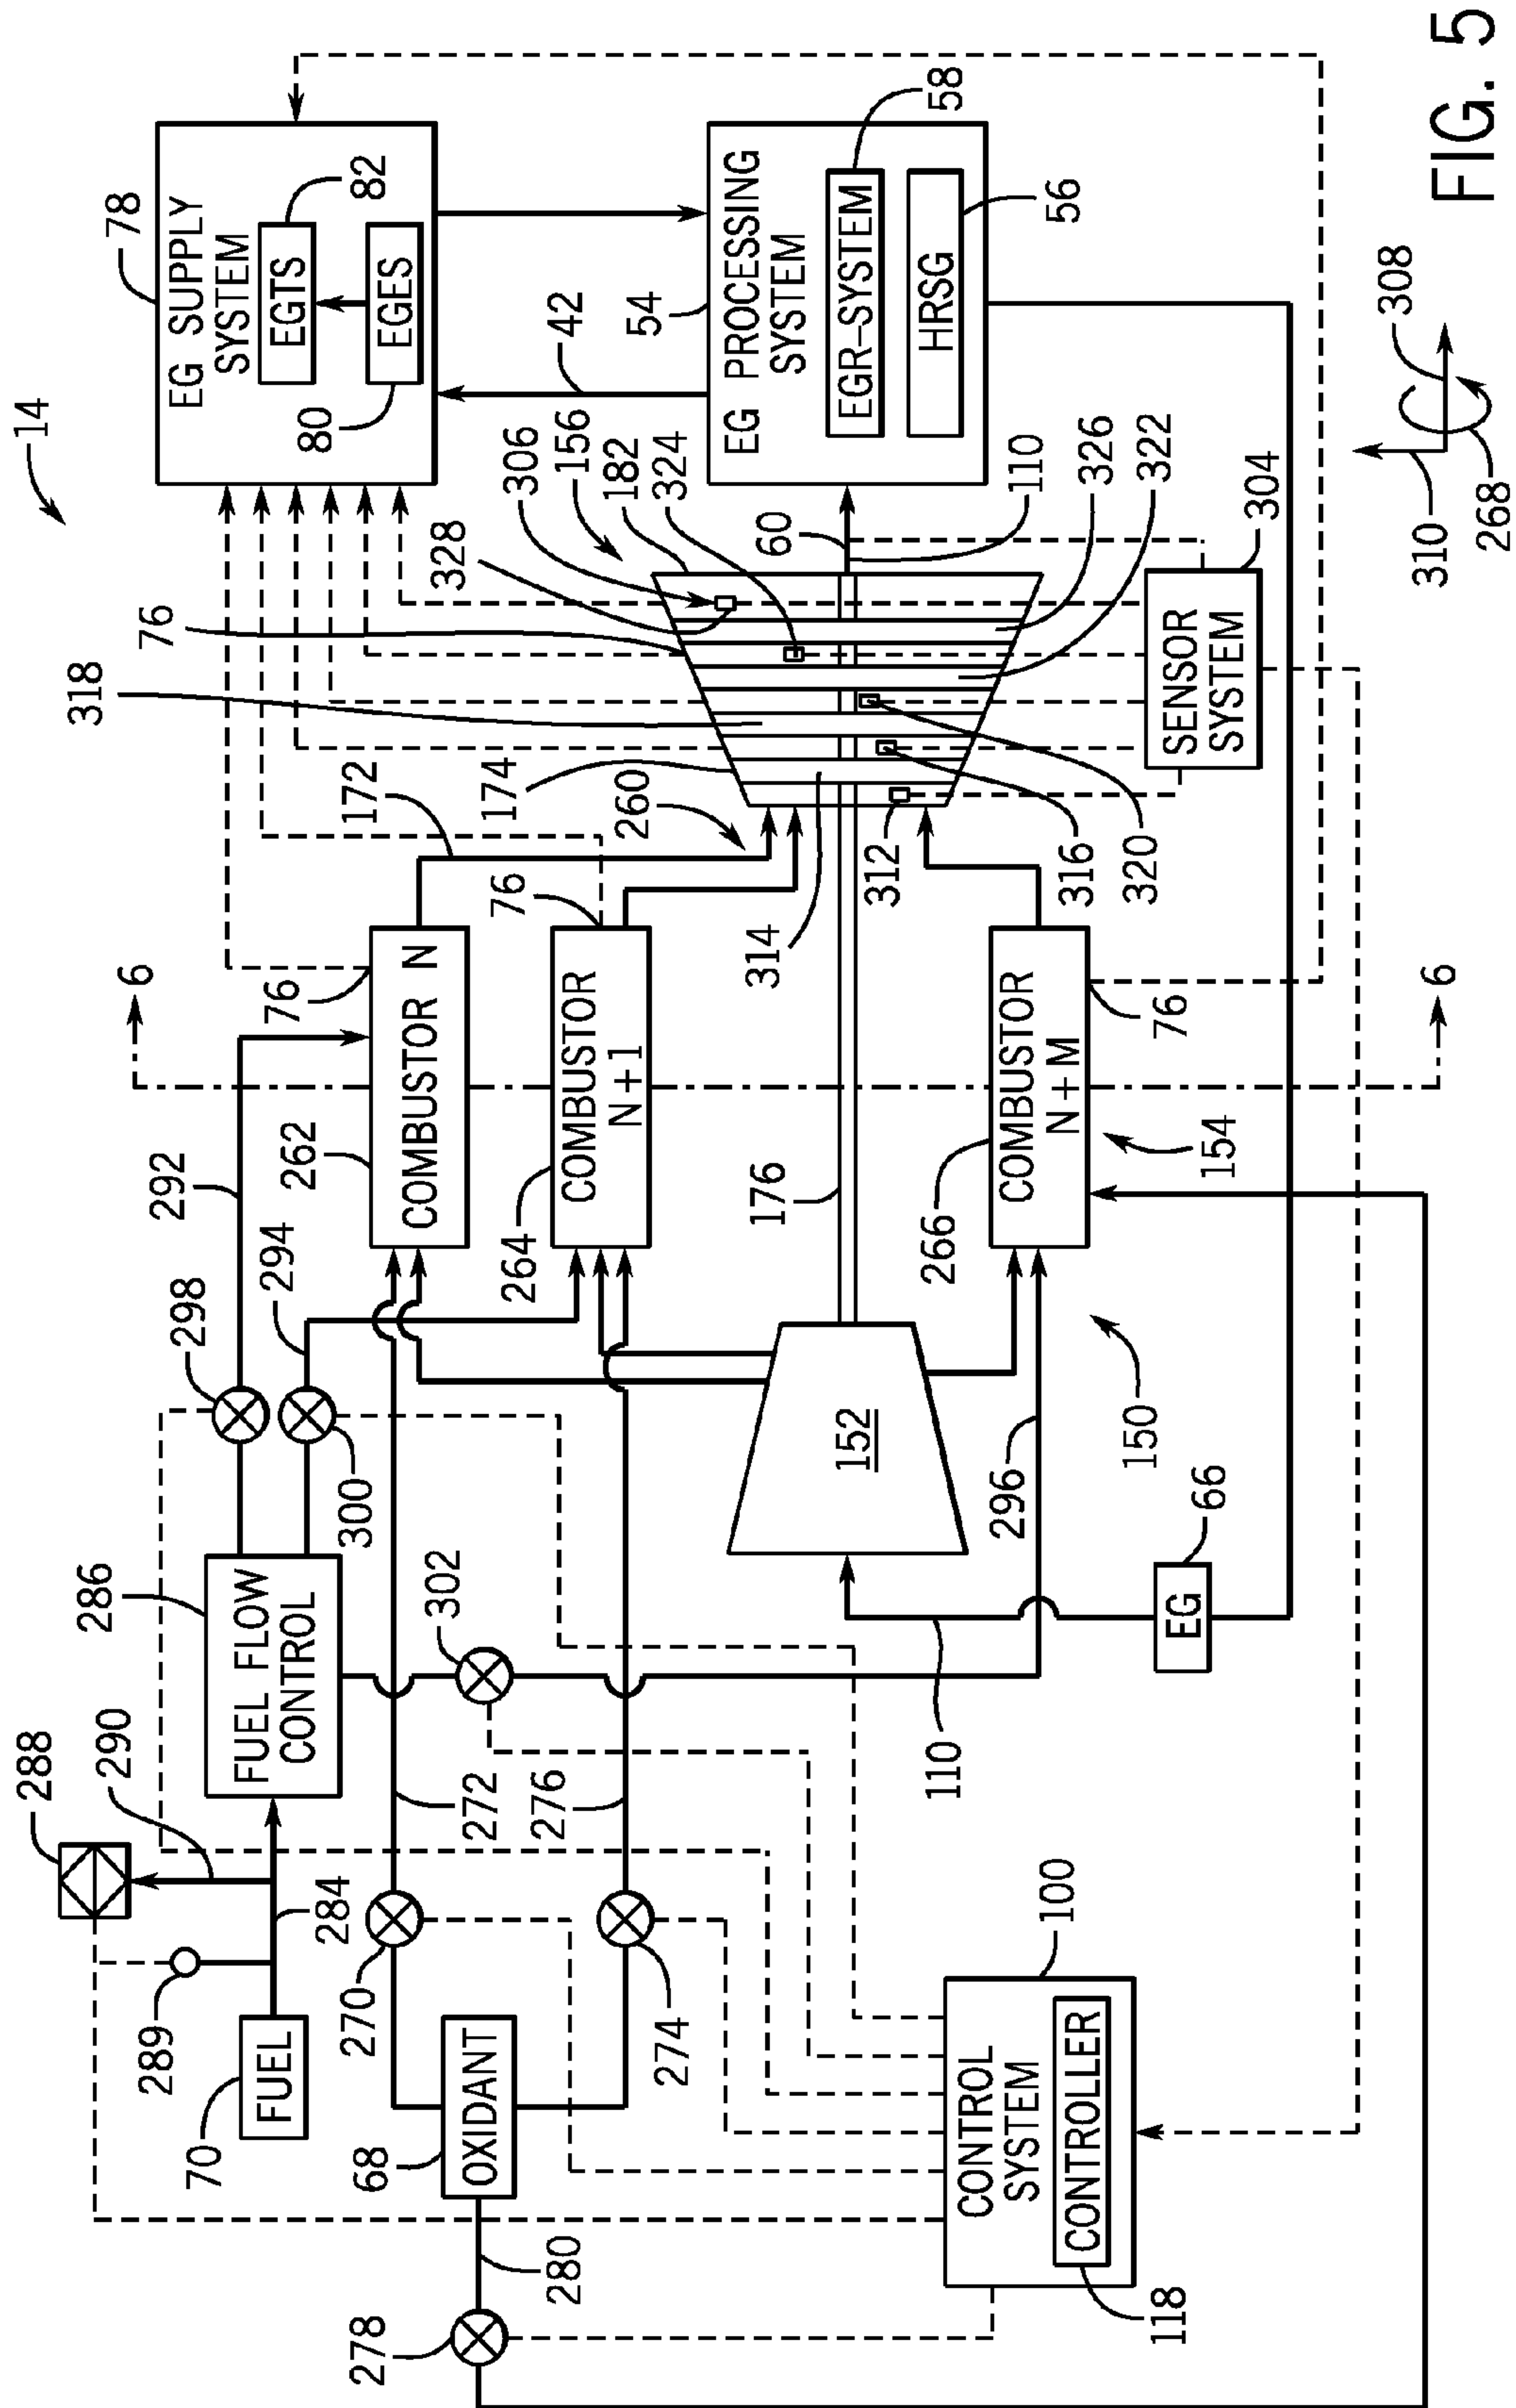 14
78
EG SUPPLY
SYSTEM
EGTS
82
EGES
80
42
54
EG PROCESSING
SYSTEM
EGR-SYSTEM
58
HRSG
56
288
290
286
FUEL FLOW
CONTROL
289
70
FUEL
284
298
292
294
300
302
262
76
COMBUSTOR N
6
172
76
318
174
260
328
306
156
182
324
60
110
326
322
270
272
276
68
OXIDANT
274
280
278
264
COMBUSTOR
N+1
76
314
312
316
320
176
152
110
296
150
EG
66
266
COMBUSTOR
N+M
76
154
6
SENSOR
SYSTEM
304
100
CONTROL
SYSTEM
CONTROLLER
118
310
308
268
FIG. 5